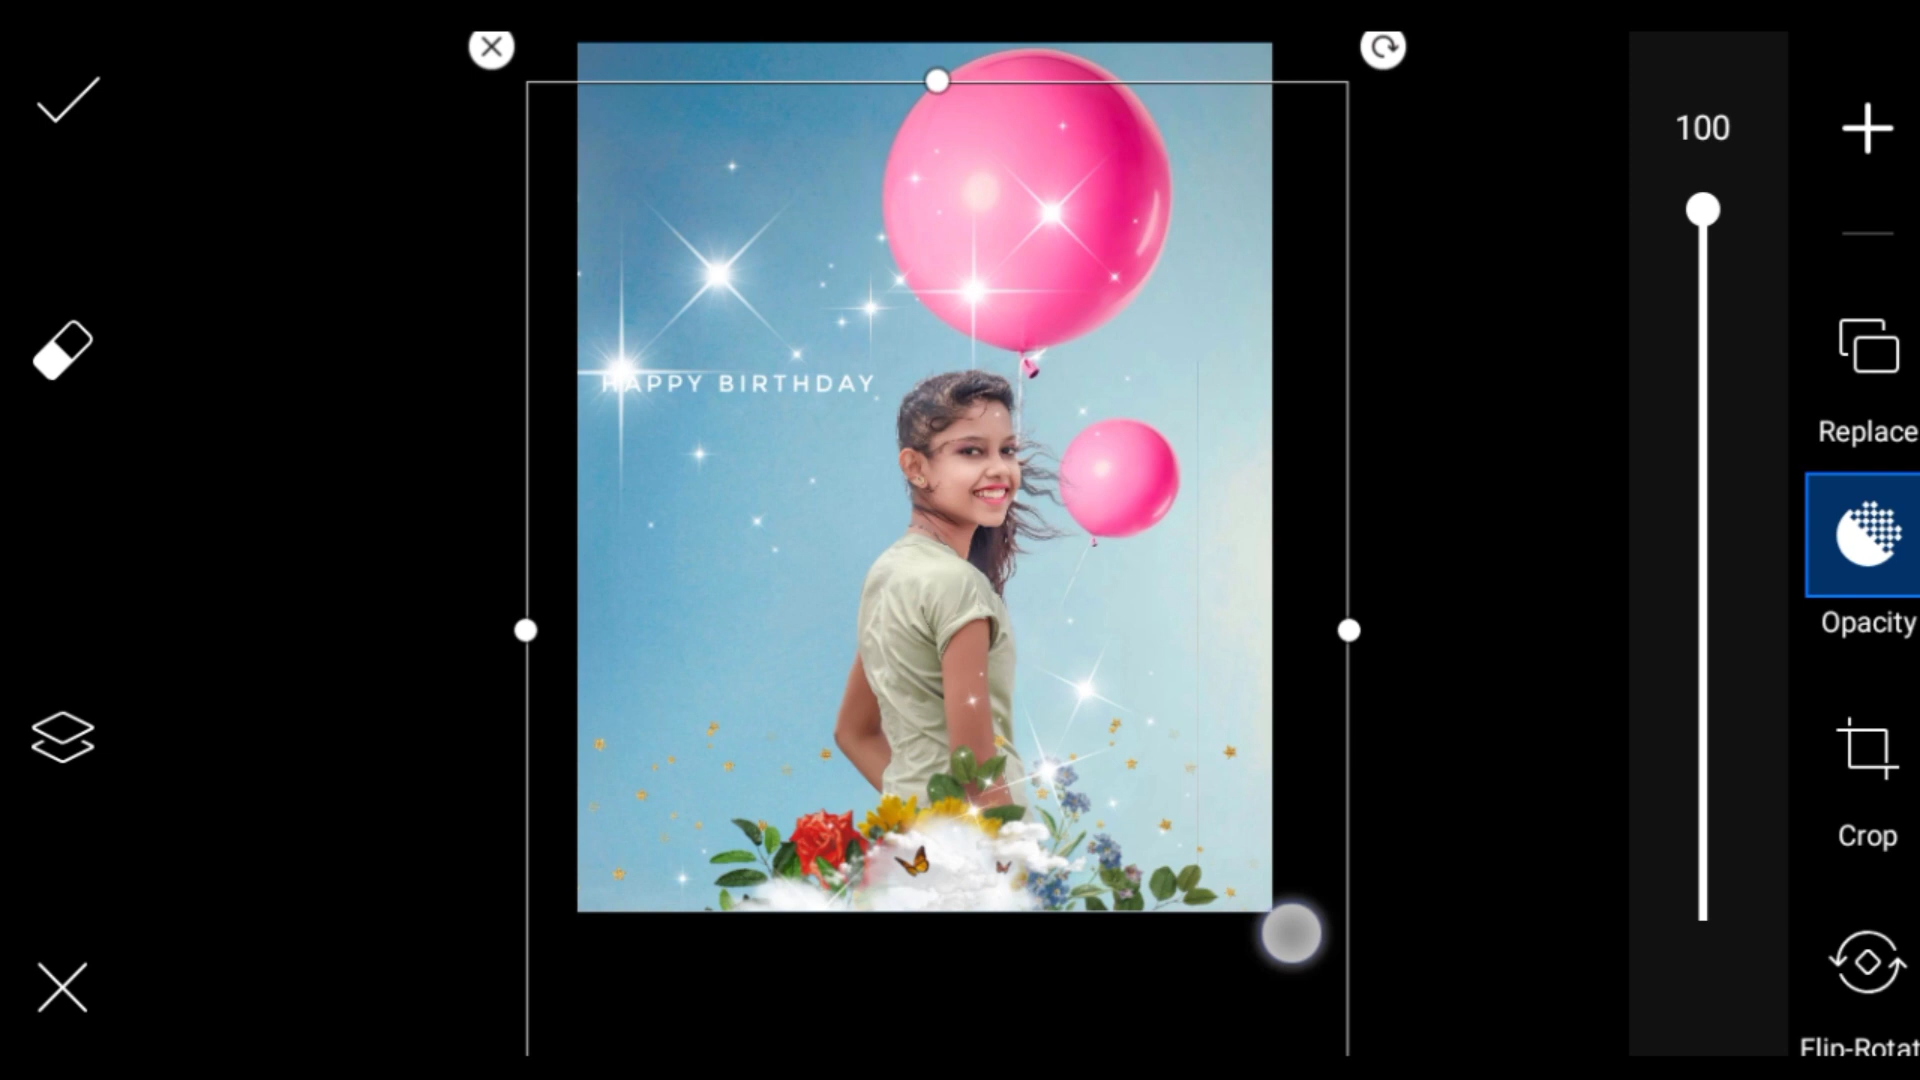 100
HAPPY BIRTHDAY
Replace
Opacity
Crop
Flip-Rotat